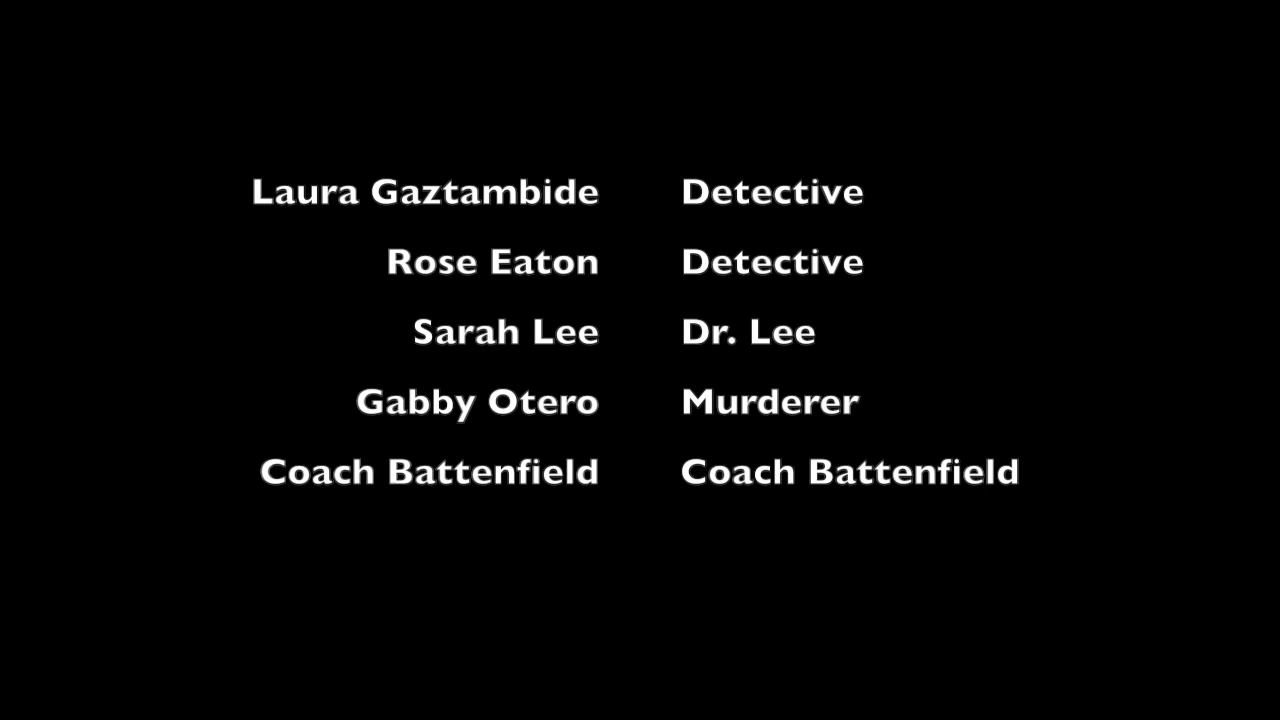 Laura Gaztambide Detective
Rose Eaton Detective
Sarah Lee Dr. Lee
Gabby Otero Murderer
Coach Battenfield Coach Battenfield